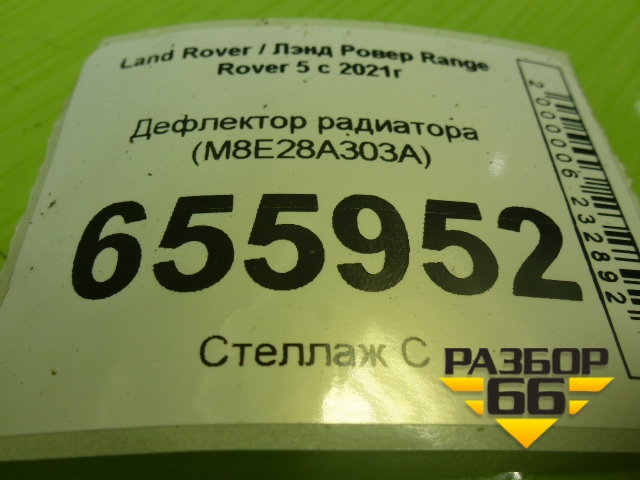 Land Rover / Лэнд Ровер Range
Rover 5 с 2021г
Дефлектор радиатора
(M8E28A303A)
655952
Стеллаж С
2000006232892
РАЗБОР
66